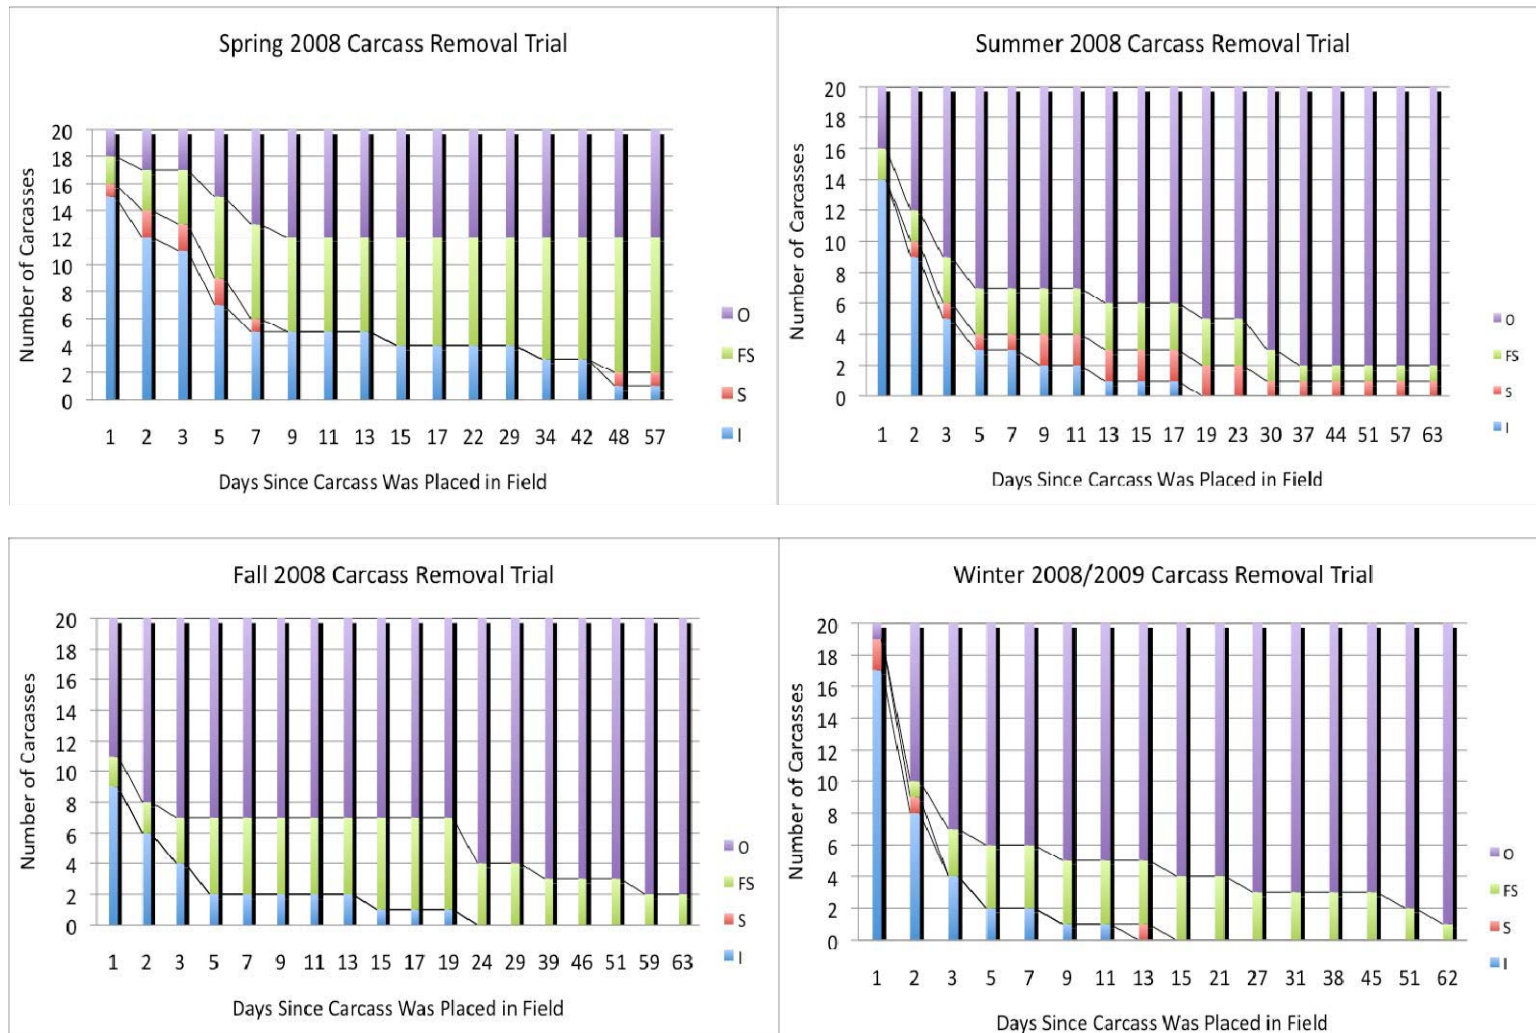 Spring 2008 Carcass Removal Trial
20
18
16
14
12
10
8
6
4
2
0
Number of Carcasses
1 2 3 5 7 9 11 13 15 17 22 29 34 42 48 57
Days Since Carcass Was Placed in Field
O
FS
S
I
Summer 2008 Carcass Removal Trial
20
18
16
14
12
10
8
6
4
2
0
Number of Carcasses
1 2 3 5 7 9 11 13 15 17 19 23 30 37 44 51 57 63
Days Since Carcass Was Placed in Field
O
FS
S
I
Fall 2008 Carcass Removal Trial
20
18
16
14
12
10
8
6
4
2
0
Number of Carcasses
1 2 3 5 7 9 11 13 15 17 19 24 29 39 46 51 59 63
Days Since Carcass Was Placed in Field
O
FS
S
I
Winter 2008/2009 Carcass Removal Trial
20
18
16
14
12
10
8
6
4
2
0
Number of Carcasses
1 2 3 5 7 9 11 13 15 21 27 31 38 45 51 62
Days Since Carcass Was Placed in Field
O
FS
S
I